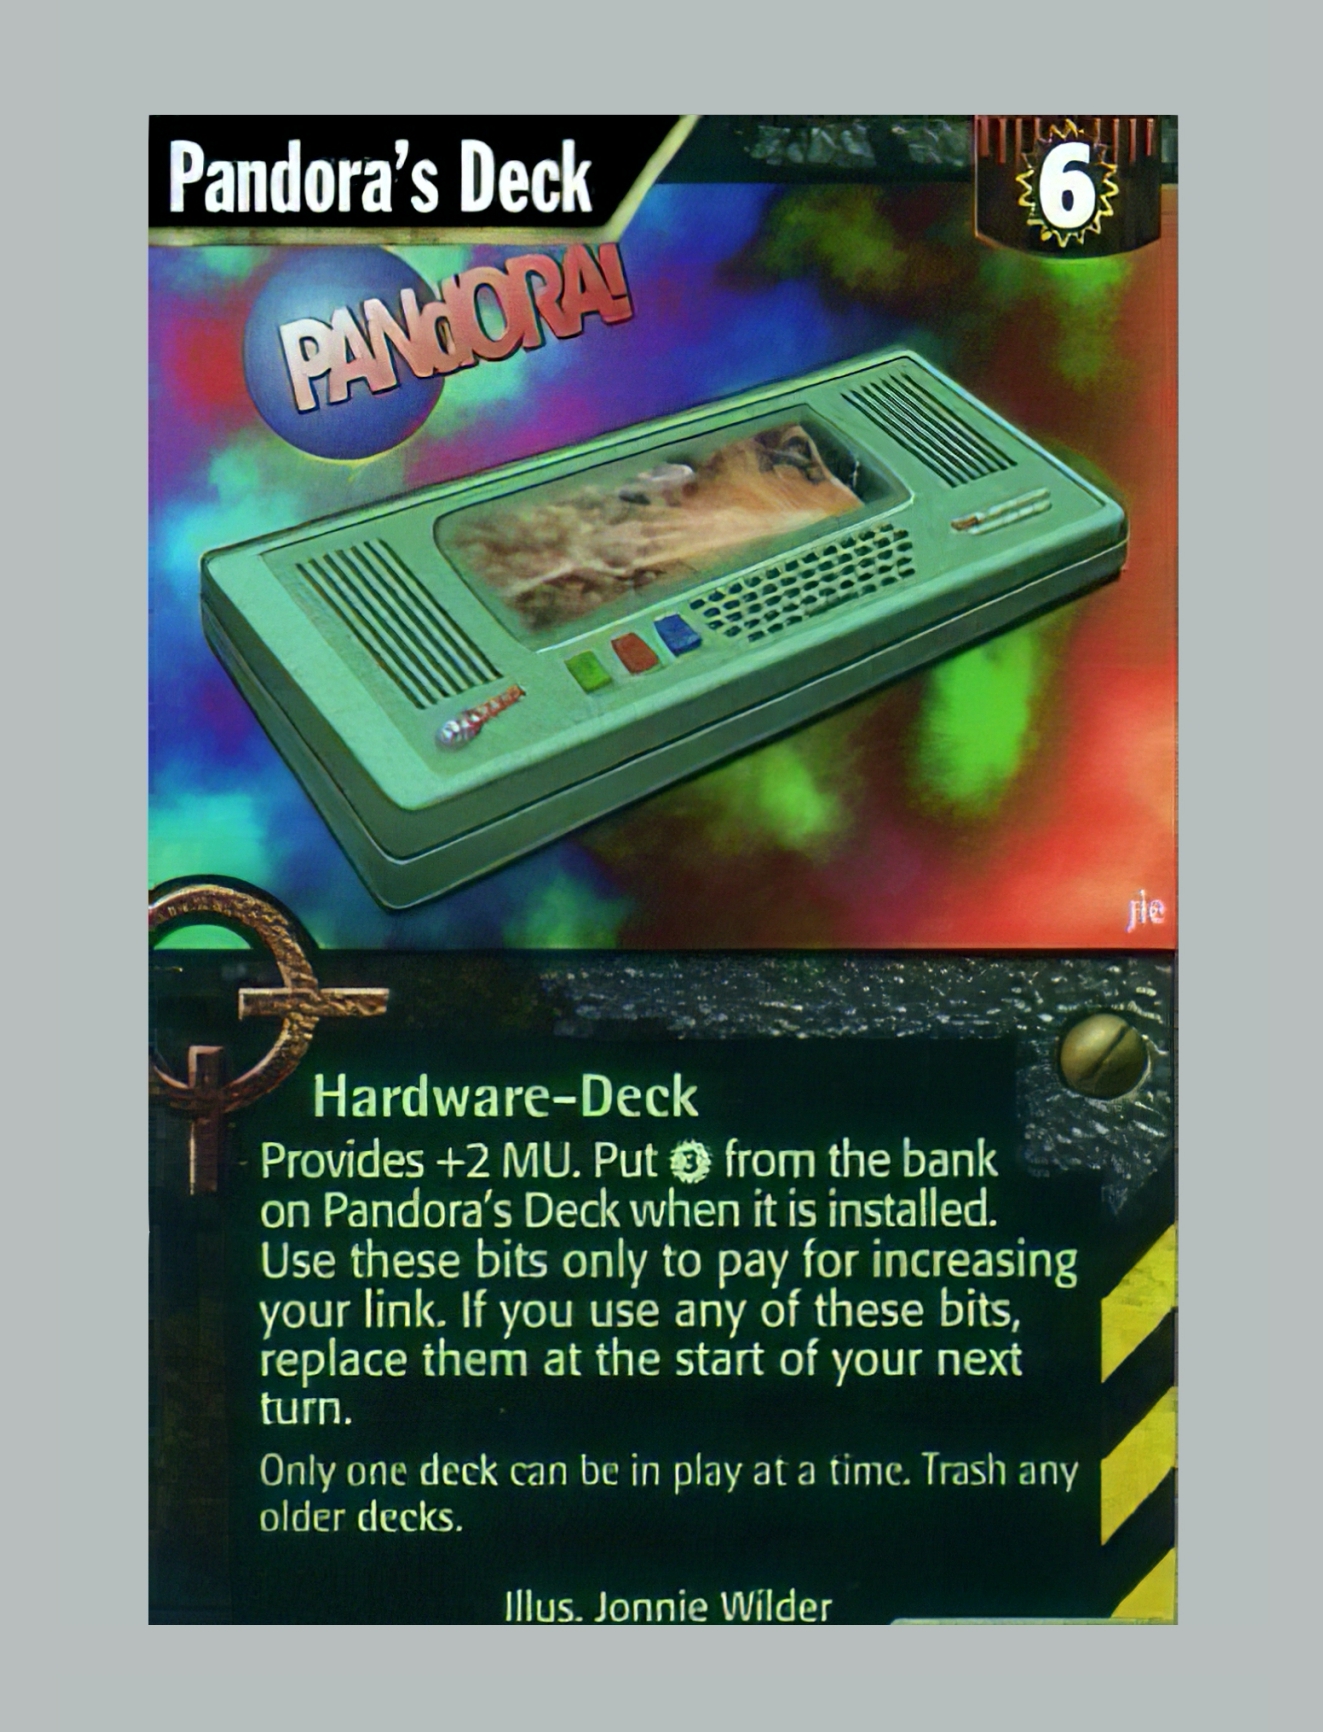 Pandora's Deck
6
PANdORA!
Hardware-Deck
Provides +2 MU. Put 3 from the bank
on Pandora's Deck when it is installed.
Use these bits only to pay for increasing
your link. If you use any of these bits,
replace them at the start of your next
turn.
Only one deck can be in play at a time. Trash any
older decks.
Illus. Jonnie Wilder